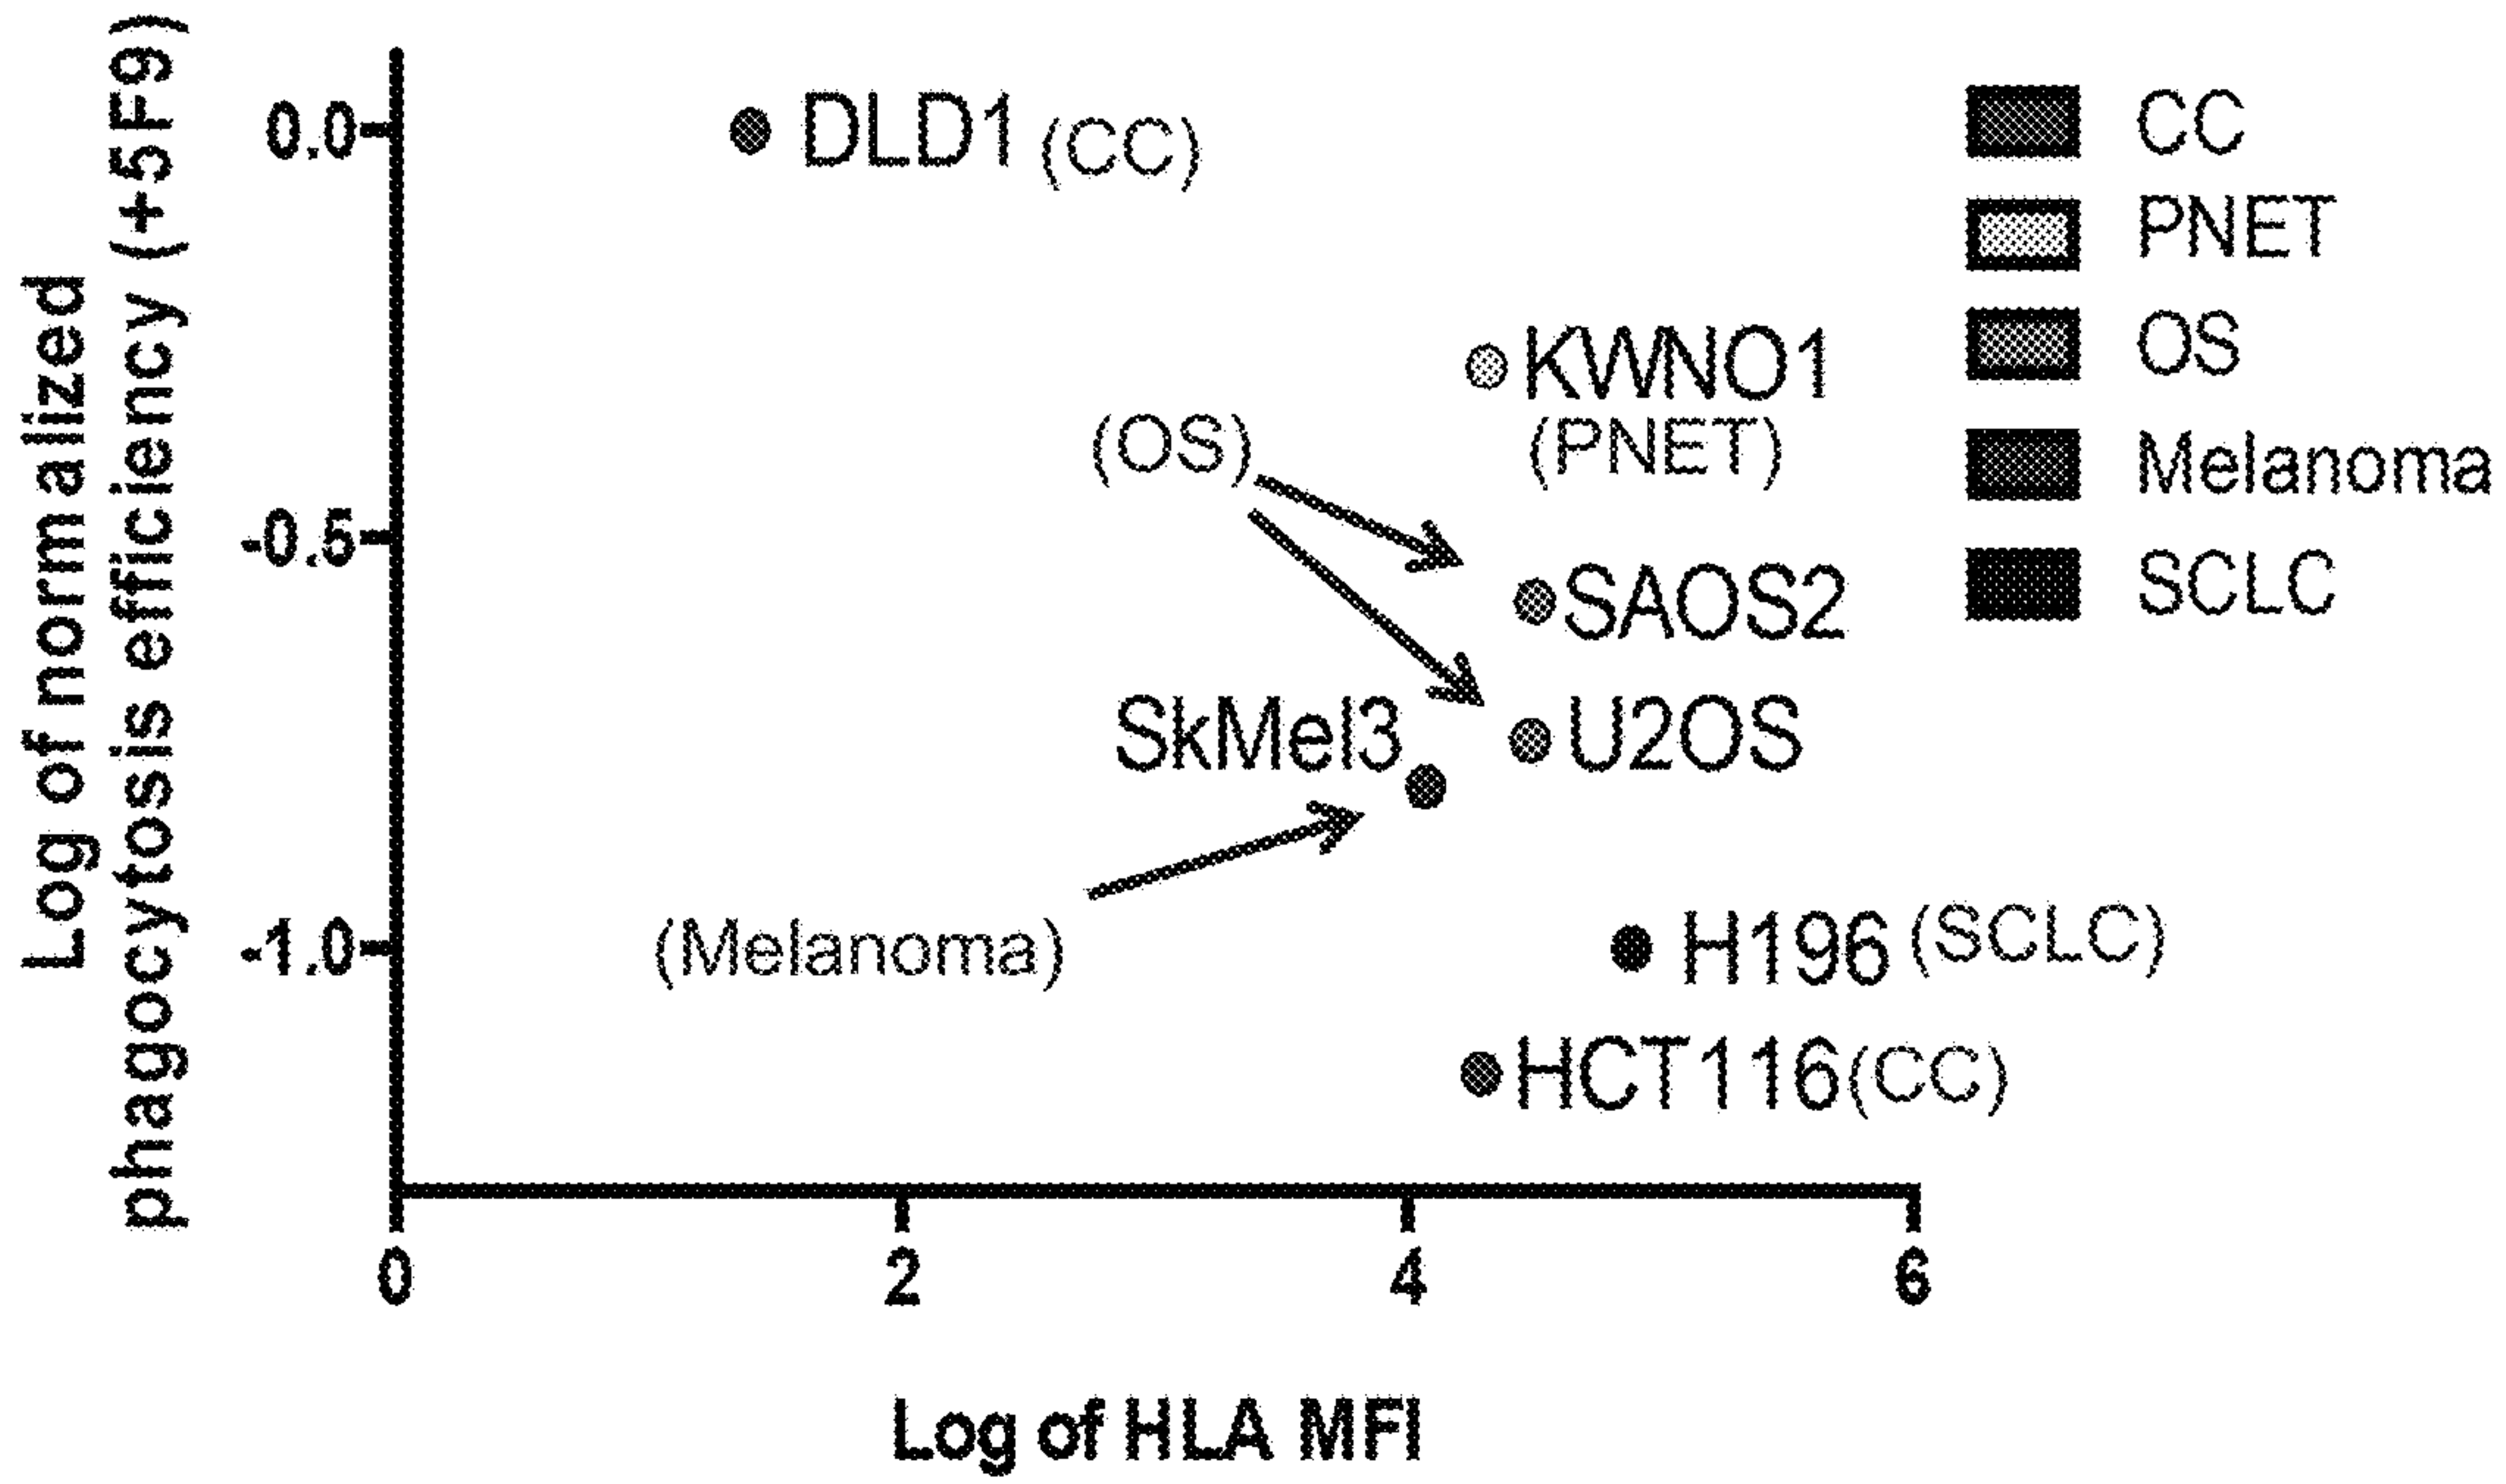 Log of normalized
phagocytosis efficiency (+5F9)
0.0
-0.5
-1.0
DLD1 (CC)
KWNO1
(PNET)
(OS)
SAOS2
SkMel3
U2OS
(Melanoma)
H196 (SCLC)
HCT116 (CC)
CC
PNET
OS
Melanoma
SCLC
0 2 4 6
Log of HLA MFI